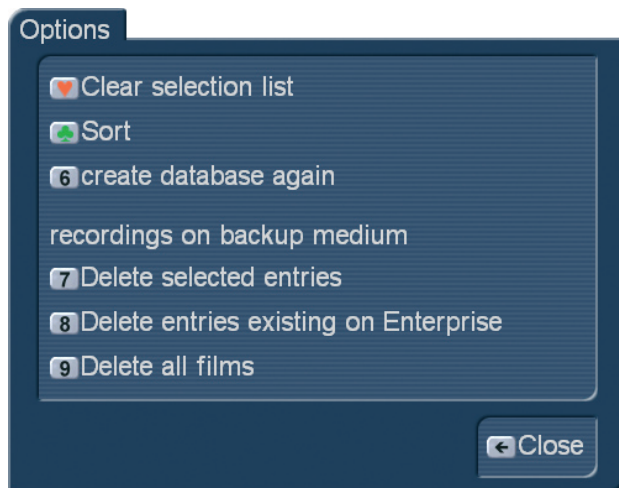 Options
Clear selection list
Sort
6 create database again
recordings on backup medium
7 Delete selected entries
8 Delete entries existing on Enterprise
9 Delete all films
Close